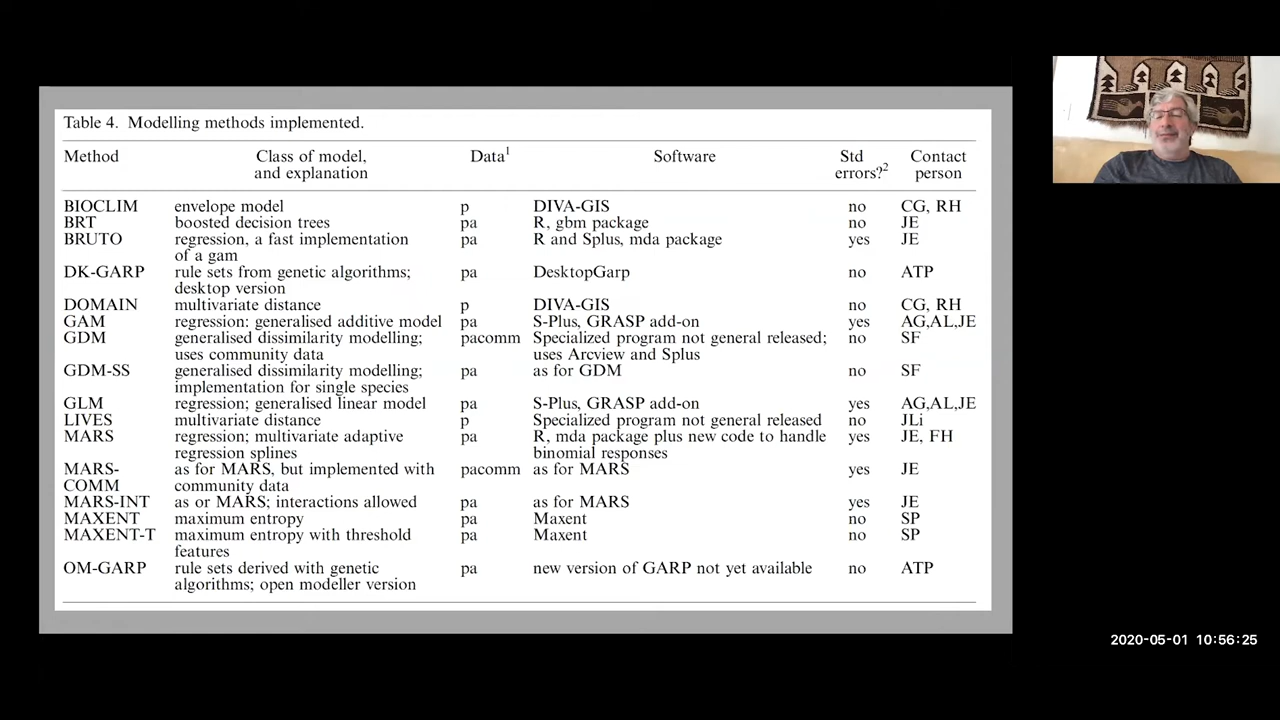 Table 4. Modelling methods implemented.
Method Class of model, and explanation Data1 Software Std errors?2 Contact person
BIOCLIM envelope model p DIVA-GIS no CG, RH
BRT boosted decision trees pa R, gbm package no JE
BRUTO regression, a fast implementation pa R and Splus, mda package yes JE
of a gam
DK-GARP rule sets from genetic algorithms; pa DesktopGarp no ATP
desktop version
DOMAIN multivariate distance p DIVA-GIS no CG, RH
GAM regression: generalised additive model pa S-Plus, GRASP add-on yes AG,AL,JE
GDM generalised dissimilarity modelling; pacomm Specialized program not general released; no SF
uses community data uses Arcview and Splus
GDM-SS generalised dissimilarity modelling; pa as for GDM no SF
implementation for single species
GLM regression; generalised linear model pa S-Plus, GRASP add-on yes AG,AL,JE
LIVES multivariate distance p Specialized program not general released no JLi
MARS regression; multivariate adaptive pa R, mda package plus new code to handle yes JE, FH
regression splines binomial responses
MARS- as for MARS, but implemented with pacomm as for MARS yes JE
COMM community data
MARS-INT as or MARS; interactions allowed pa as for MARS yes JE
MAXENT maximum entropy pa Maxent no SP
MAXENT-T maximum entropy with threshold pa Maxent no SP
features
OM-GARP rule sets derived with genetic pa new version of GARP not yet available no ATP
algorithms; open modeller version
2020-05-01 10:56:25